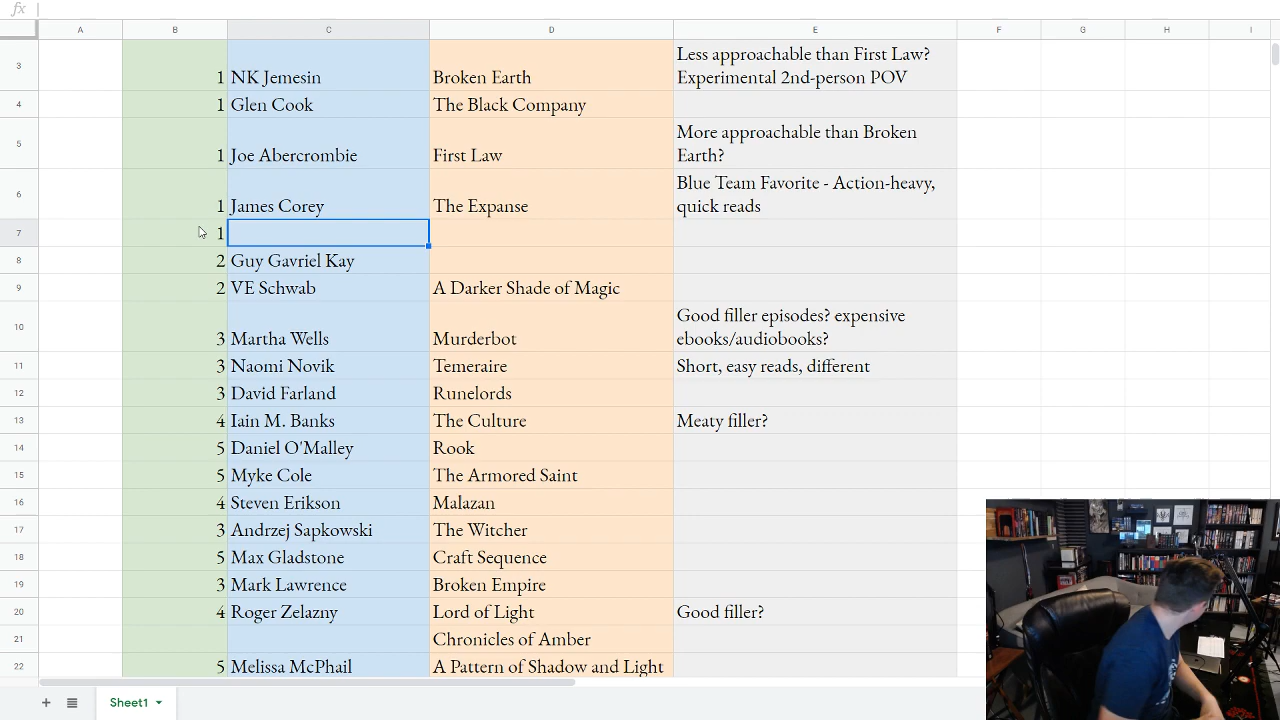 fx
A B C D E F G H I
3 1 NK Jemesin Broken Earth Less approachable than First Law?
Experimental 2nd-person POV
4 1 Glen Cook The Black Company
5 1 Joe Abercrombie First Law More approachable than Broken
Earth?
6 1 James Corey The Expanse Blue Team Favorite - Action-heavy,
quick reads
7 1
8 2 Guy Gavriel Kay
9 2 VE Schwab A Darker Shade of Magic
10 3 Martha Wells Murderbot Good filler episodes? expensive
ebooks/audiobooks?
11 3 Naomi Novik Temeraire Short, easy reads, different
12 3 David Farland Runelords
13 4 Iain M. Banks The Culture Meaty filler?
14 5 Daniel O'Malley Rook
15 5 Myke Cole The Armored Saint
16 4 Steven Erikson Malazan
17 3 Andrzej Sapkowski The Witcher
18 5 Max Gladstone Craft Sequence
19 3 Mark Lawrence Broken Empire
20 4 Roger Zelazny Lord of Light Good filler?
21 Chronicles of Amber
22 5 Melissa McPhail A Pattern of Shadow and Light
Sheet1